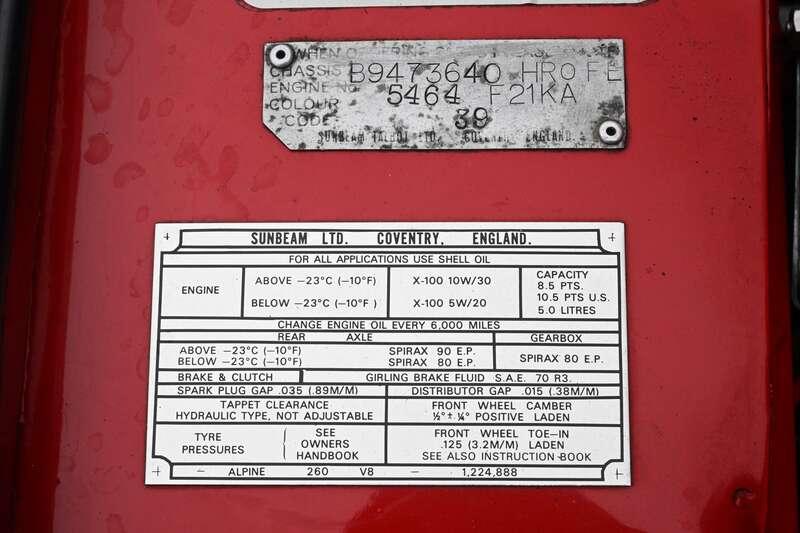 WHEN ORDERING
CHASSIS B9473640 HROFE
ENGINE NO 5464 F21KA
COLOUR
CODE 39
SUNBEAM TALBOT LTD. COVENTRY ENGLAND.
SUNBEAM LTD. COVENTRY, ENGLAND.
FOR ALL APPLICATIONS USE SHELL OIL
ENGINE
ABOVE –23°C (–10°F) X-100 10W/30
BELOW –23°C (–10°F ) X-100 5W/20
CAPACITY
8.5 PTS.
10.5 PTS U.S.
5.0 LITRES
CHANGE ENGINE OIL EVERY 6,000 MILES
REAR AXLE GEARBOX
ABOVE –23°C (–10°F) SPIRAX 90 E.P.
BELOW –23°C (–10°F) SPIRAX 80 E.P.
SPIRAX 80 E.P.
BRAKE & CLUTCH GIRLING BRAKE FLUID S.A.E. 70 R3.
SPARK PLUG GAP .035 (.89M/M) DISTRIBUTOR GAP .015 (.38M/M)
TAPPET CLEARANCE
HYDRAULIC TYPE, NOT ADJUSTABLE
FRONT WHEEL CAMBER
½°± ¼° POSITIVE LADEN
TYRE
PRESSURES
SEE
OWNERS
HANDBOOK
FRONT WHEEL TOE–IN
.125 (3.2M/M) LADEN
SEE ALSO INSTRUCTION BOOK
– ALPINE 260 V8 – 1,224,888